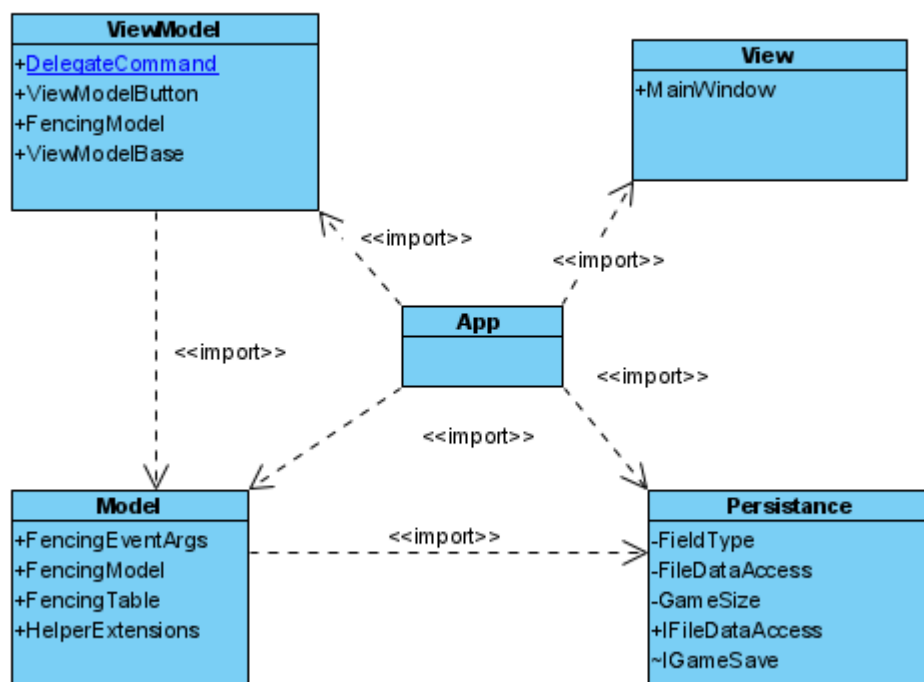 ViewModel
+DelegateCommand
+ViewModelButton
+FencingModel
+ViewModelBase
View
+MainWindow
<<import>>
<<import>>
App
<<import>>
<<import>>
<<import>>
Model
+FencingEventArgs
+FencingModel
+FencingTable
+HelperExtensions
<<import>>
Persistance
-FieldType
-FileDataAccess
-GameSize
+IFileDataAccess
~IGameSave